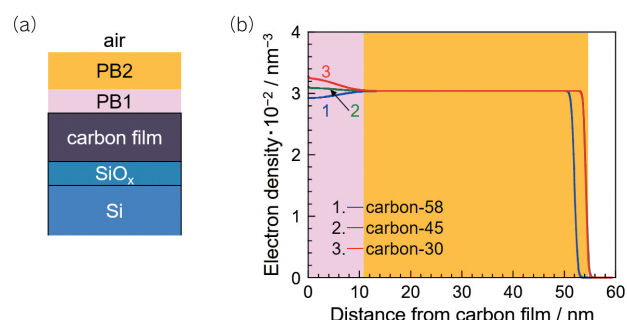 (a)
air
PB2
PB1
carbon film
SiOx
Si
(b)
Electron density·10⁻² / nm⁻³
4
3
2
1
0
3
1
2
1. carbon-58
2. carbon-45
3. carbon-30
0 10 20 30 40 50 60
Distance from carbon film / nm